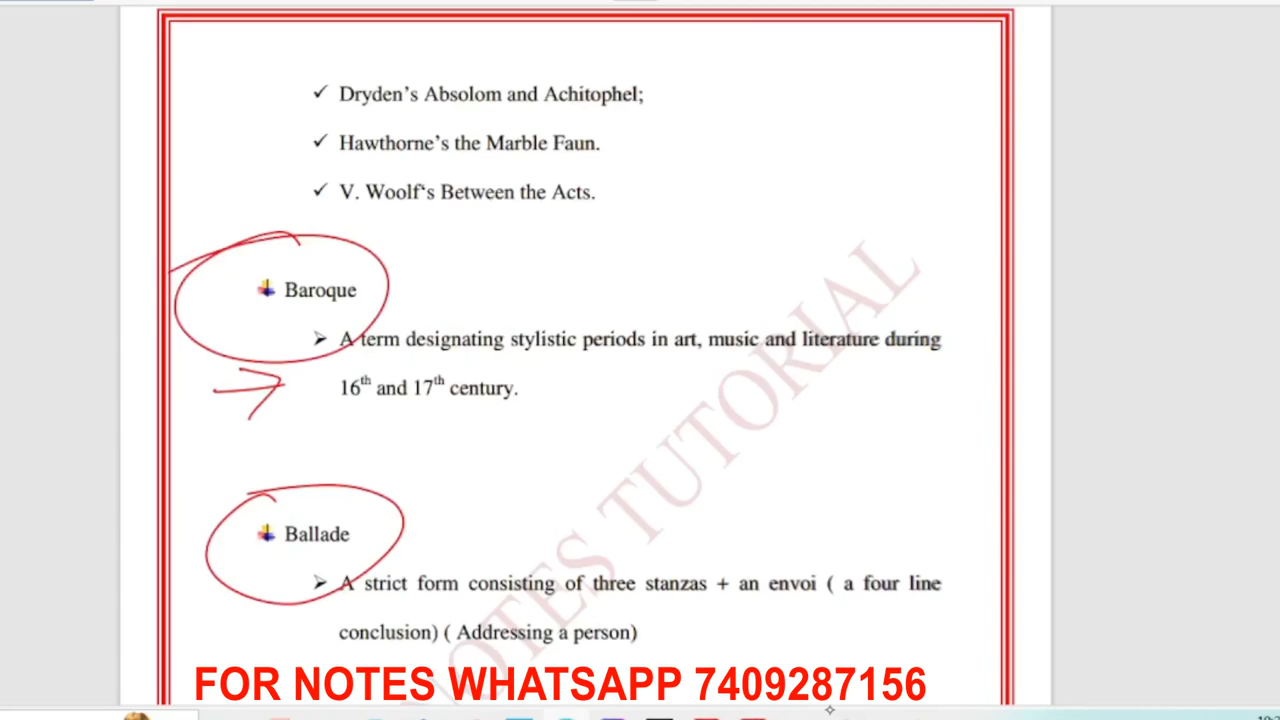 Dryden's Absolom and Achitophel;
Hawthorne's the Marble Faun.
V. Woolf‘s Between the Acts.
Baroque
A term designating stylistic periods in art, music and literature during
16th and 17th century.
Ballade
A strict form consisting of three stanzas + an envoi ( a four line
conclusion) ( Addressing a person)
NOTES TUTORIAL
FOR NOTES WHATSAPP 7409287156